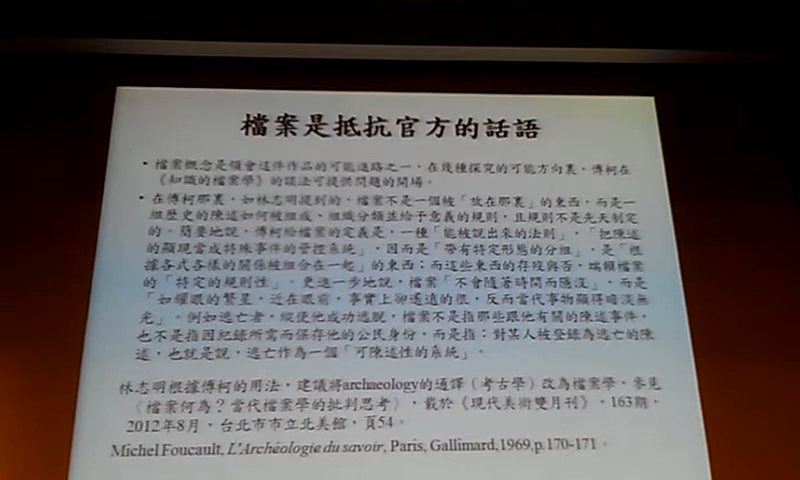 檔案是抵抗官方的話語
• 檔案概念是領會這件作品的可能進路之一，在幾種探究的可能方向裏，傅柯在
《知識的檔案學》的談法可提供問題的開場。
• 在傅柯那裏，如林志明提到的，檔案不是一個被「放在那裏」的東西，而是一
組歷史的陳述如何被組成、組織分類並給予意義的規則，且規則不是先天制定
的。簡要地說，傅柯給檔案的定義是，一種「能被說出來的法則」，「把陳述
的顯現當成特殊事件的管控系統」，因而是「帶有特定形態的分組」，是「根
據各式各樣的關係被組合在一起」的東西；而這些東西的存歿與否，端賴檔案
的「特定的規則性」。更進一步地說，檔案「不會隨著時間而隱沒」，而是
「如耀眼的繁星，近在眼前，事實上卻遙遠的很，反而當代事物顯得暗淡無
光」。例如逃亡者，縱使他成功逃脫，檔案不是指那些跟他有關的陳述事件，
也不是指因紀錄所需而保存他的公民身份，而是指：對某人被登錄為逃亡的陳
述，也就是說，逃亡作為一個「可陳述性的系統」。
林志明根據傅柯的用法，建議將archaeology的通譯（考古學）改為檔案學。參見
〈檔案何為？當代檔案學的批判思考〉，載於《現代美術雙月刊》，163期，
2012年8月，台北市市立北美館，頁54。
Michel Foucault, L'Archéologie du savoir, Paris, Gallimard,1969,p.170-171。